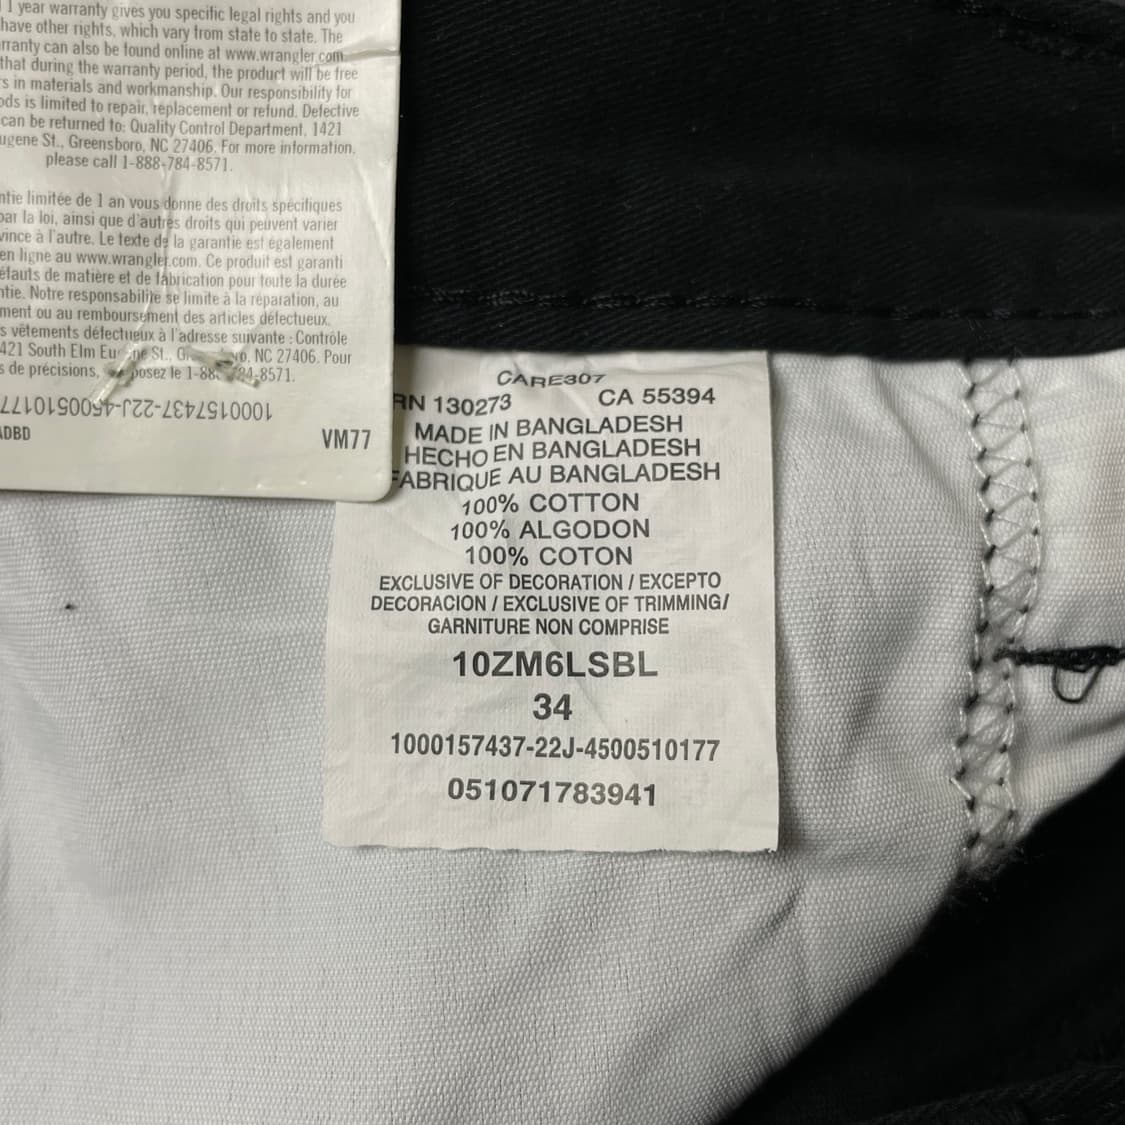 1 year warranty gives you specific legal rights and you
have other rights, which vary from state to state. The
can also be found online at www.wrangler.com.
that during the warranty period, the product will be free
in materials and workmanship. Our responsibility for
is limited to repair, replacement or refund. Defective
can be returned to: Quality Control Department, 1421
St., Greensboro, NC 27406. For more information,
please call 1-888-784-8571.
limitée de 1 an vous donne des droits spécifiques
par la loi, ainsi que d'autres droits qui peuvent varier
à l'autre. Le texte de la garantie est également
en ligne au www.wrangler.com. Ce produit est garanti
de matière et de fabrication pour toute la durée
Notre responsabilité se limite à la réparation, au
ou au remboursement des articles défectueux.
vêtements défectueux à l'adresse suivante : Contrôle
421 South Elm St., NC 27406. Pour
de précisions, le
1000157437-22J-4500510177
VM77
CARE307
RN 130273 CA 55394
MADE IN BANGLADESH
HECHO EN BANGLADESH
FABRIQUE AU BANGLADESH
100% COTTON
100% ALGODON
100% COTON
EXCLUSIVE OF DECORATION / EXCEPTO
DECORACION / EXCLUSIVE OF TRIMMING/
GARNITURE NON COMPRISE
10ZM6LSBL
34
1000157437-22J-4500510177
051071783941